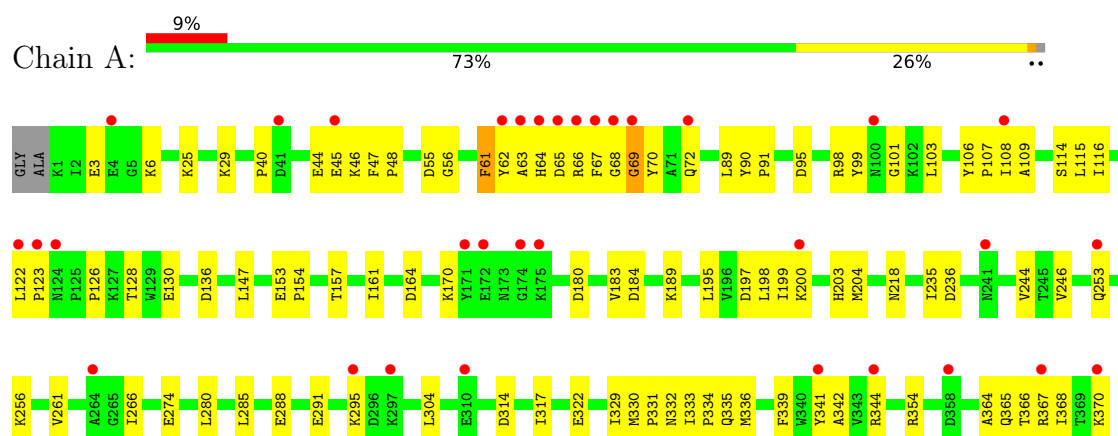 9%
Chain A:
73% 26% ••
GLY ALA K1 I2 E3 E4 G5 K6 K25 K29 P40 D41 E44 E45 K46 F47 P48 D55 G56 F61 Y62 A63 H64 D65 R66 F67 G68 G69 Y70 A71 Q72 L89 Y90 P91 D95 R98 Y99 N100 G101 K102 L103 Y106 P107 I108 A109 S114 L115 I116
L122 P123 N124 P125 P126 K127 T128 W129 E130 D136 L147 E153 P154 T157 I161 D164 K170 Y171 E172 N173 G174 K175 D180 V183 D184 K189 L195 V196 D197 L198 I199 K200 H203 M204 N218 I235 D236 N241 V244 T245 V246 Q253
K256 V261 A264 G265 I266 E274 L280 L285 E288 E291 K295 D296 K297 L304 E310 D314 I317 E322 I329 M330 P331 N332 I333 P334 Q335 M336 F339 W340 Y341 A342 V343 R344 R354 D358 A364 Q365 T366 R367 I368 T369 K370